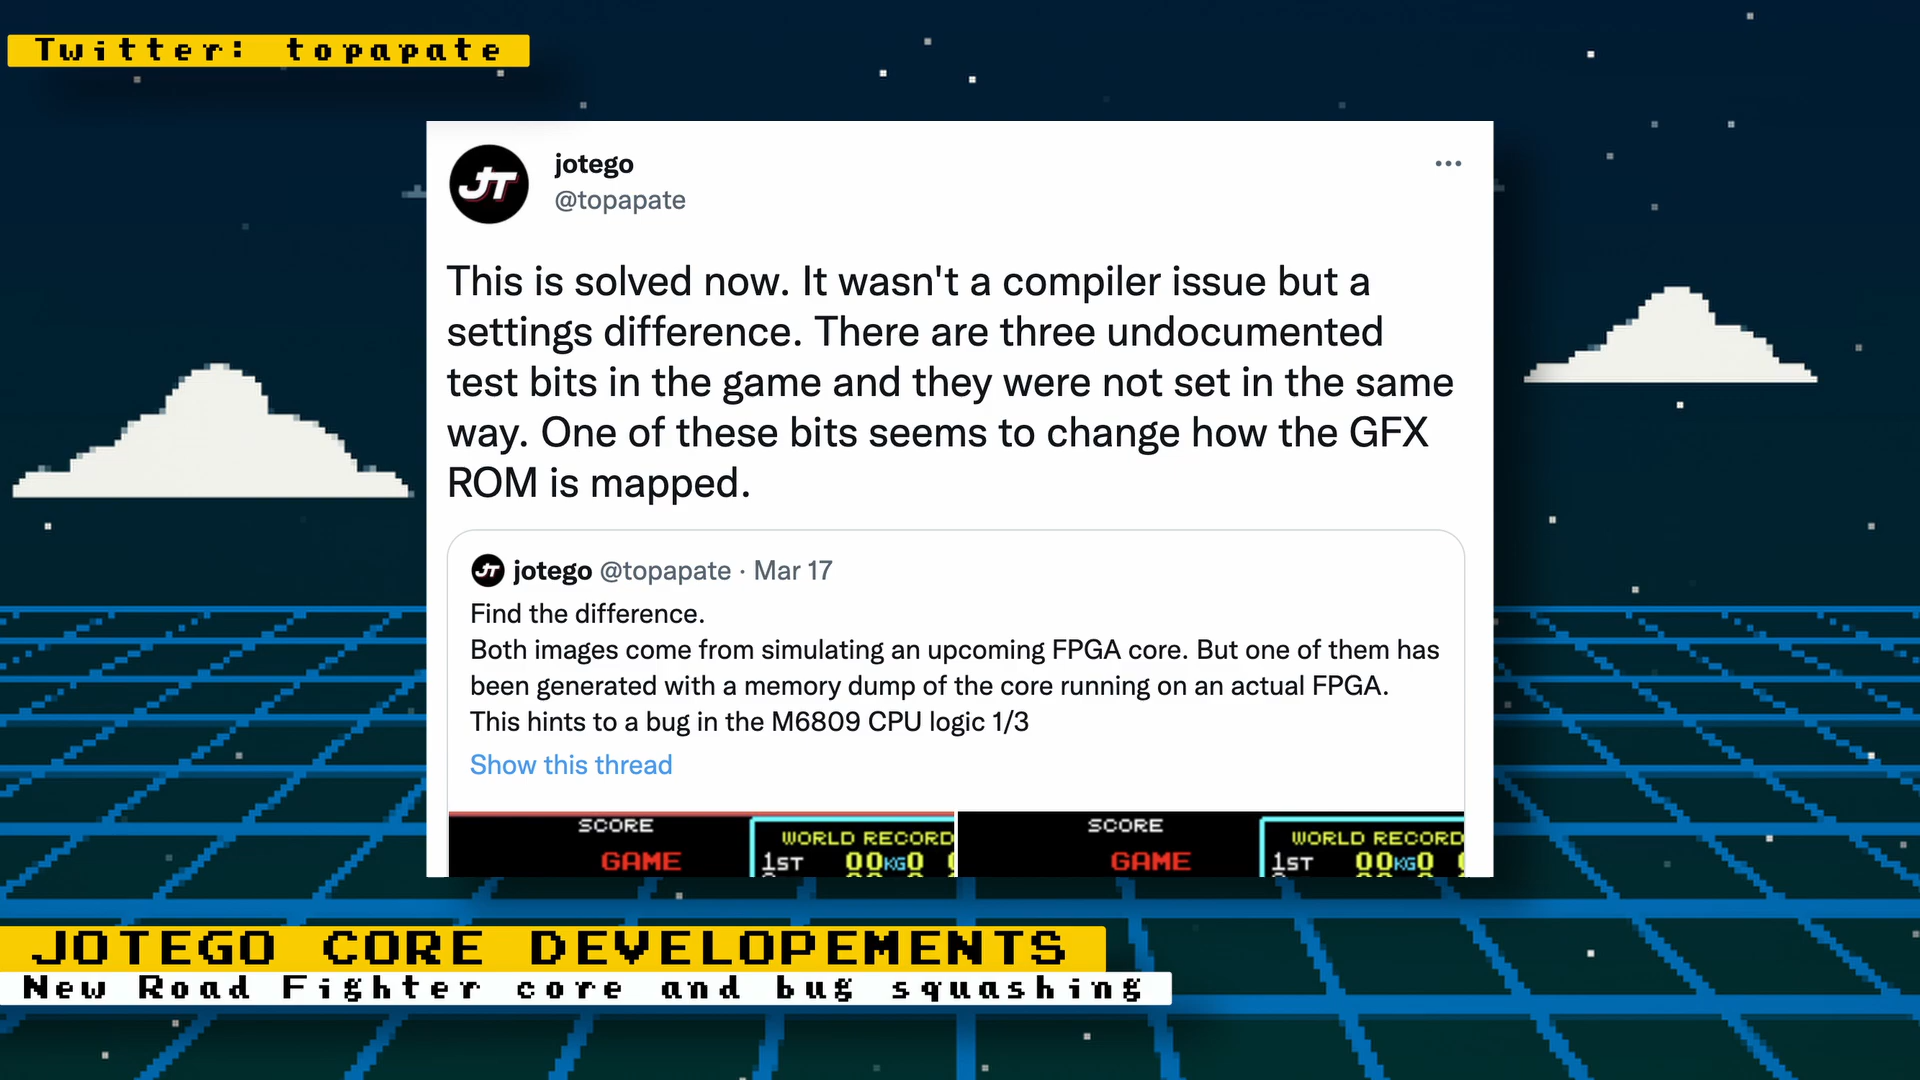 Twitter: topapate
JT
jotego
@topapate
This is solved now. It wasn't a compiler issue but a
settings difference. There are three undocumented
test bits in the game and they were not set in the same
way. One of these bits seems to change how the GFX
ROM is mapped.
JT jotego @topapate · Mar 17
Find the difference.
Both images come from simulating an upcoming FPGA core. But one of them has
been generated with a memory dump of the core running on an actual FPGA.
This hints to a bug in the M6809 CPU logic 1/3
Show this thread
SCORE
WORLD RECORD
GAME
1ST 00KG0
SCORE
WORLD RECORD
GAME
1ST 00KG0
JOTEGO CORE DEVELOPEMENTS
New Road Fighter core and bug squashing